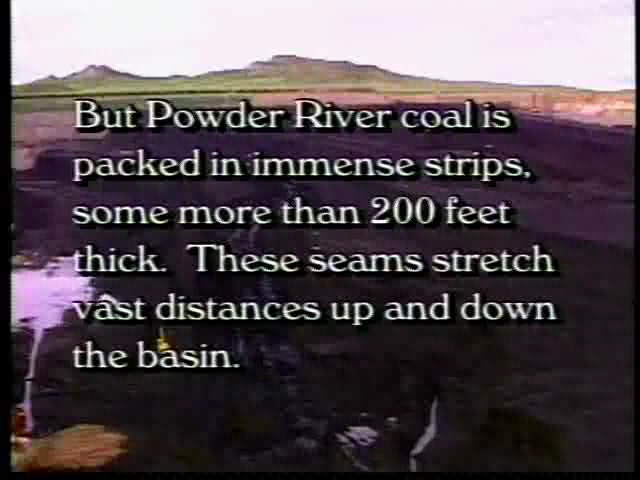 But Powder River coal is
packed in immense strips,
some more than 200 feet
thick. These seams stretch
vast distances up and down
the basin.